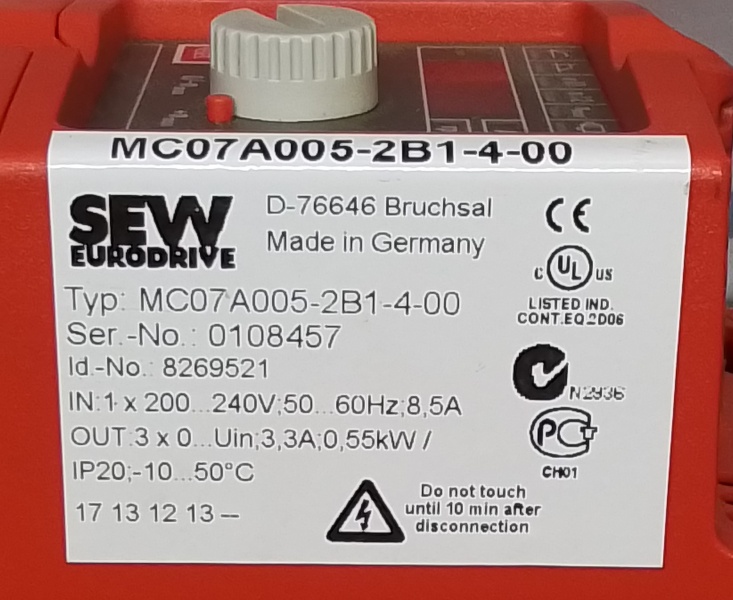 MC07A005-2B1-4-00
SEW
EURODRIVE
D-76646 Bruchsal
Made in Germany
CE
Typ: MC07A005-2B1-4-00
C UL US
LISTED IND.
CONT.EQ 2D06
Ser.-No.: 0108457
Id.-No.: 8269521
N2936
IN:1 x 200...240V;50...60Hz;8,5A
OUT:3 x 0...Uin;3,3A;0,55kW /
PCT
CH01
IP20;-10...50°C
17 13 12 13 --
Do not touch
until 10 min after
disconnection